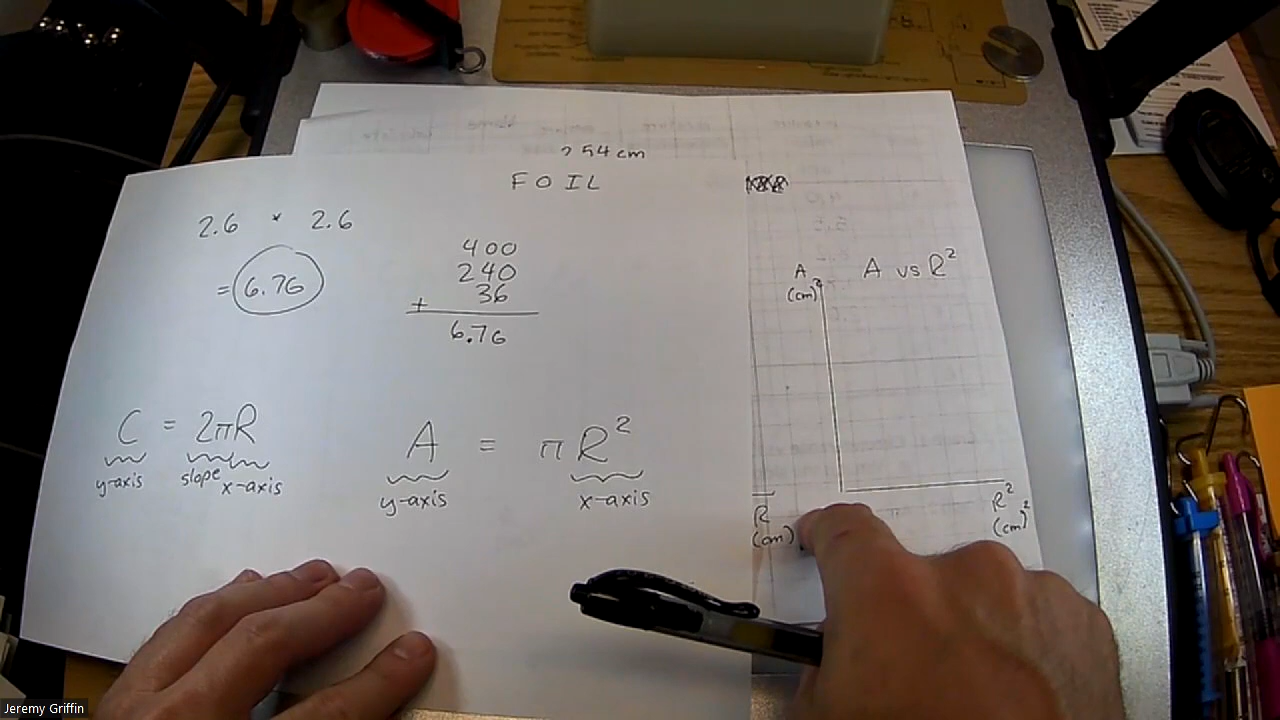 2.54 cm
FOIL
2.6 * 2.6
= 6.76
400
240
+ 36
6.76
C = 2πR
y-axis slope x-axis
A = πR²
y-axis x-axis
A vs R²
A
(cm)²
R
(cm)
R²
(cm)²
Jeremy Griffin